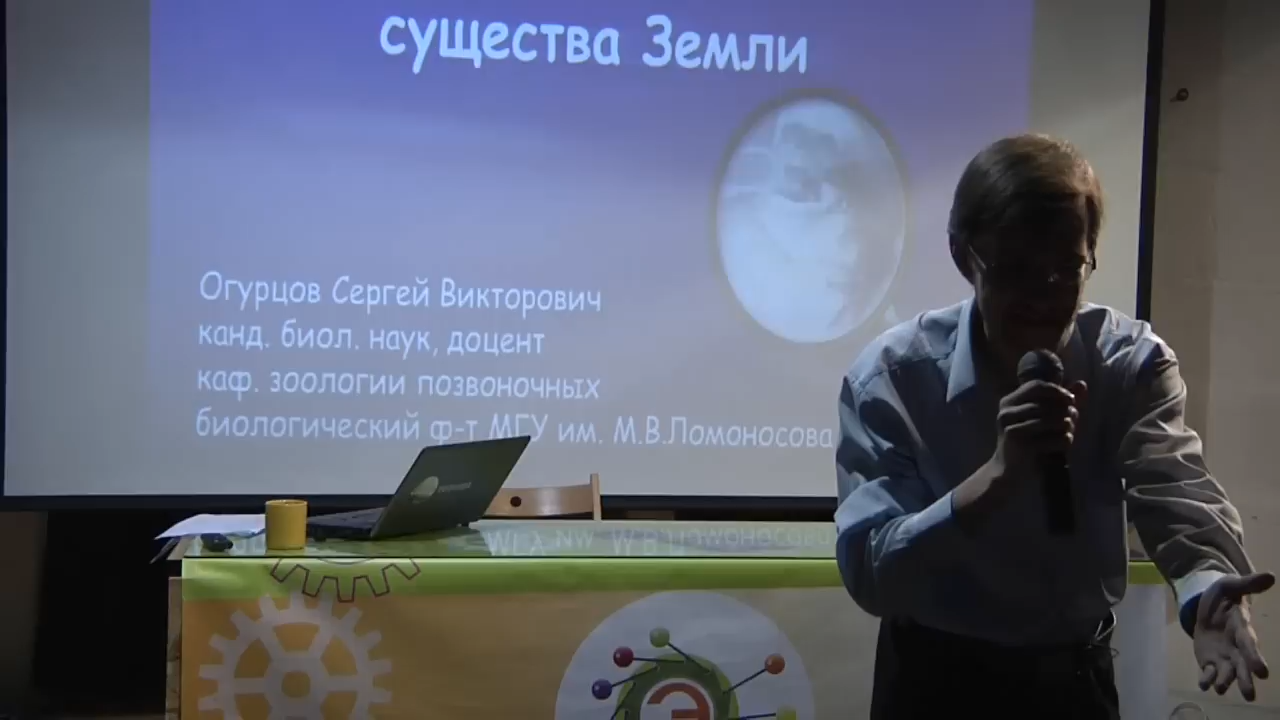 существа Земли
Огурцов Сергей Викторович
канд. биол. наук, доцент
каф. зоологии позвоночных
биологический ф-т МГУ им. М.В.Ломоносова
Э